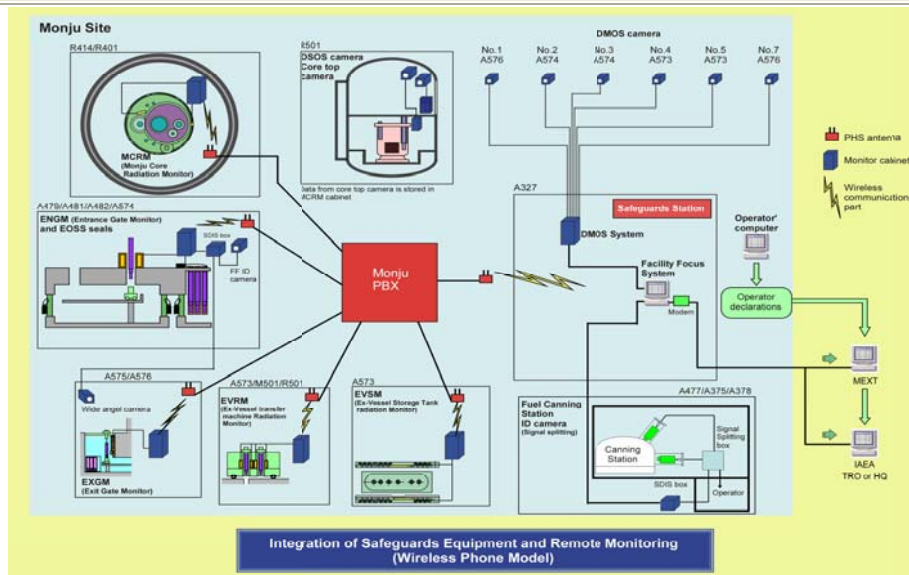 Monju Site
R414/R401
MCRM
(Monju Core
Radiation Monitor)
R501
DSOS camera
Core top
camera
Data from core top camera is stored in
MCRM cabinet
DMOS camera
No.1
A576
No.2
A574
No.3
A574
No.4
A573
No.5
A573
No.7
A576
PHS antenna
Monitor cabinet
Wireless
communication
part
A479/A481/A482/A574
ENGM (Entrance Gate Monitor)
and EOSS seals
SDIS box
FF ID
camera
Monju
PBX
A327
Safeguards Station
DMOS System
Facility Focus
System
Modem
Operator'
computer
Operator
declarations
MEXT
IAEA
TRO or HQ
A575/A576
Wide angel camera
EXGM
(Exit Gate Monitor)
A573/M501/R501
EVRM
(Ex-Vessel transfer
machine Radiation
Monitor)
A573
EVSM
(Ex-Vessel Storage Tank
radiation Monitor)
A477/A375/A378
Fuel Canning
Station
ID camera
(Signal splitting)
Canning
Station
Signal
Splitting
box
SDIS box
Operator
Integration of Safeguards Equipment and Remote Monitoring
(Wireless Phone Model)